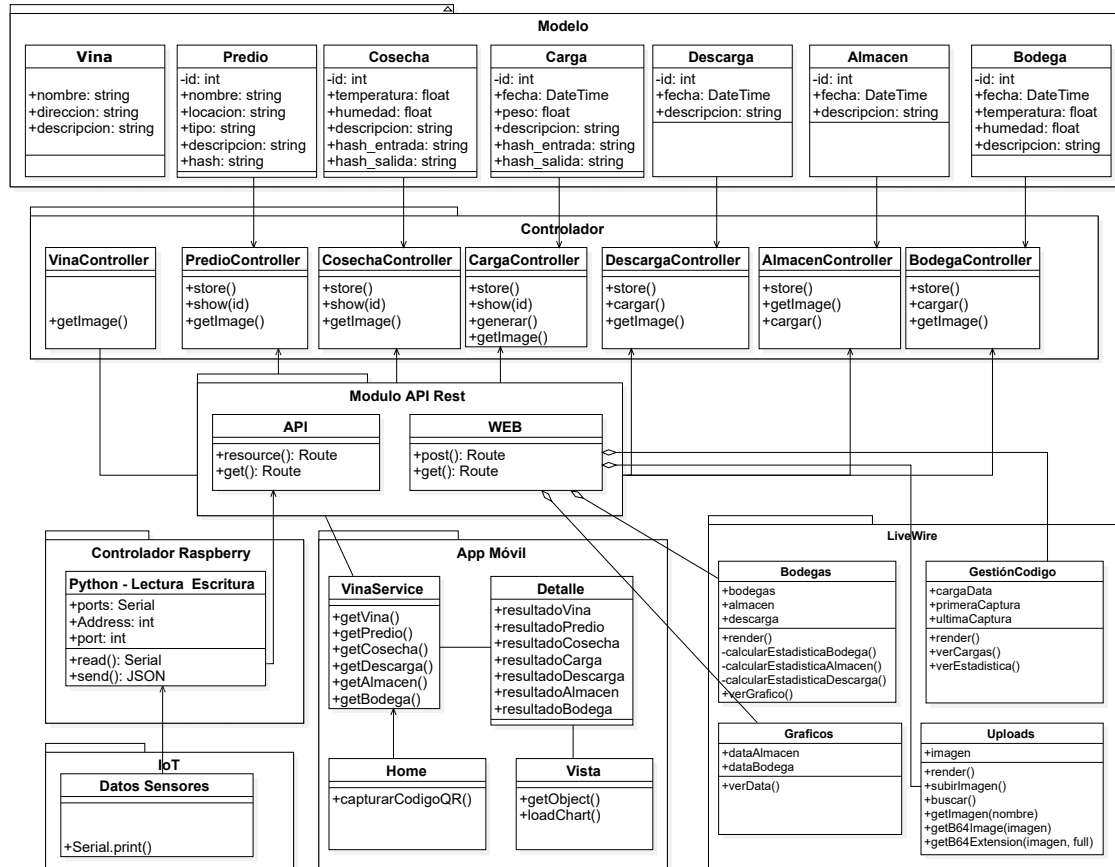 Modelo
Vina
+nombre: string
+direccion: string
+descripcion: string
Predio
-id: int
+nombre: string
+locacion: string
+tipo: string
+descripcion: string
+hash: string
Cosecha
-id: int
+temperatura: float
+humedad: float
+descripcion: string
+hash_entrada: string
+hash_salida: string
Carga
-id: int
+fecha: DateTime
+peso: float
+descripcion: string
+hash_entrada: string
+hash_salida: string
Descarga
-id: int
+fecha: DateTime
+descripcion: string
Almacen
-id: int
+fecha: DateTime
+descripcion: string
Bodega
-id: int
+fecha: DateTime
+temperatura: float
+humedad: float
+descripcion: string
Controlador
VinaController
+getImage()
PredioController
+store()
+show(id)
+getImage()
CosechaController
+store()
+show(id)
+getImage()
CargaController
+store()
+show(id)
+generar()
+getImage()
DescargaController
+store()
+cargar()
+getImage()
AlmacenController
+store()
+getImage()
+cargar()
BodegaController
+store()
+cargar()
+getImage()
Modulo API Rest
API
+resource(): Route
+get(): Route
WEB
+post(): Route
+get(): Route
Controlador Raspberry
Python - Lectura Escritura
+ports: Serial
+Address: int
+port: int
+read(): Serial
+send(): JSON
IoT
Datos Sensores
+Serial.print()
App Móvil
VinaService
+getVina()
+getPredio()
+getCosecha()
+getDescarga()
+getAlmacen()
+getBodega()
Detalle
+resultadoVina
+resultadoPredio
+resultadoCosecha
+resultadoCarga
+resultadoDescarga
+resultadoAlmacen
+resultadoBodega
Home
+capturarCodigoQR()
Vista
+getObject()
+loadChart()
LiveWire
Bodegas
+bodegas
+almacen
+descarga
+render()
-calcularEstadisticaBodega()
-calcularEstadisticaAlmacen()
-calcularEstadisticaDescarga()
+verGrafico()
GestiónCodigo
+cargaData
+primeraCaptura
+ultimaCaptura
+render()
+verCargas()
+verEstadistica()
Graficos
+dataAlmacen
+dataBodega
+verData()
Uploads
+imagen
+render()
+subirImagen()
+buscar()
+getImagen(nombre)
+getB64Image(imagen)
+getB64Extension(imagen, full)